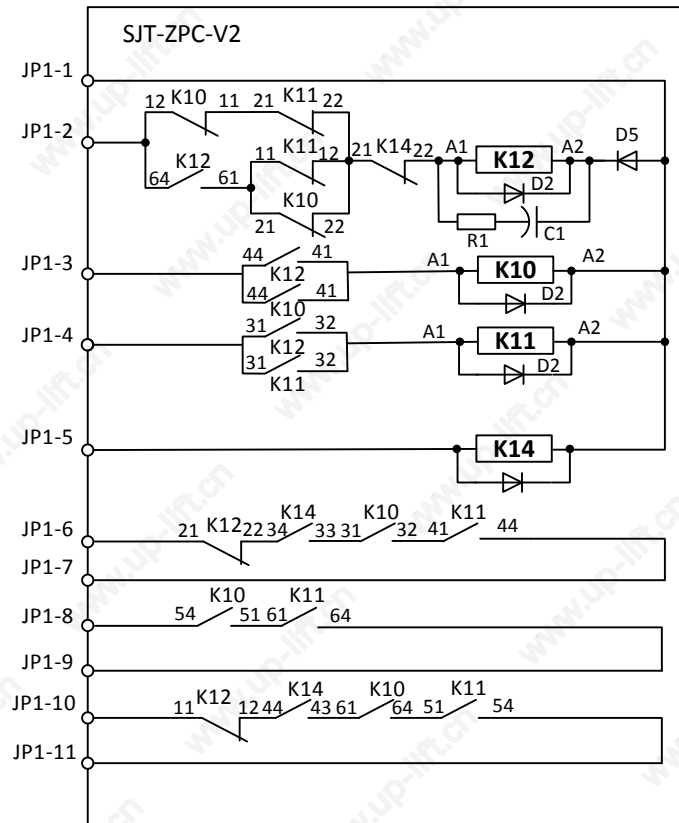 SJT-ZPC-V2
JP1-1
12 K10 11 21 K11 22
JP1-2
D5
K11
11 12
21 K14 22
A1 K12 A2
K12
64 61
D2
K10
21 22
R1 C1
JP1-3
44 41
K12
44 41
A1 K10 A2
D2
K10
JP1-4
31 32
K12
31 32
K11
A1 K11 A2
D2
JP1-5
K14
JP1-6
21 K12 22 34 K14 33 31 K10 32 41 K11 44
JP1-7
JP1-8
54 K10 51 61 K11 64
JP1-9
JP1-10
11 K12 12 44 K14 43 61 K10 64 51 K11 54
JP1-11
www.up-lift.cn